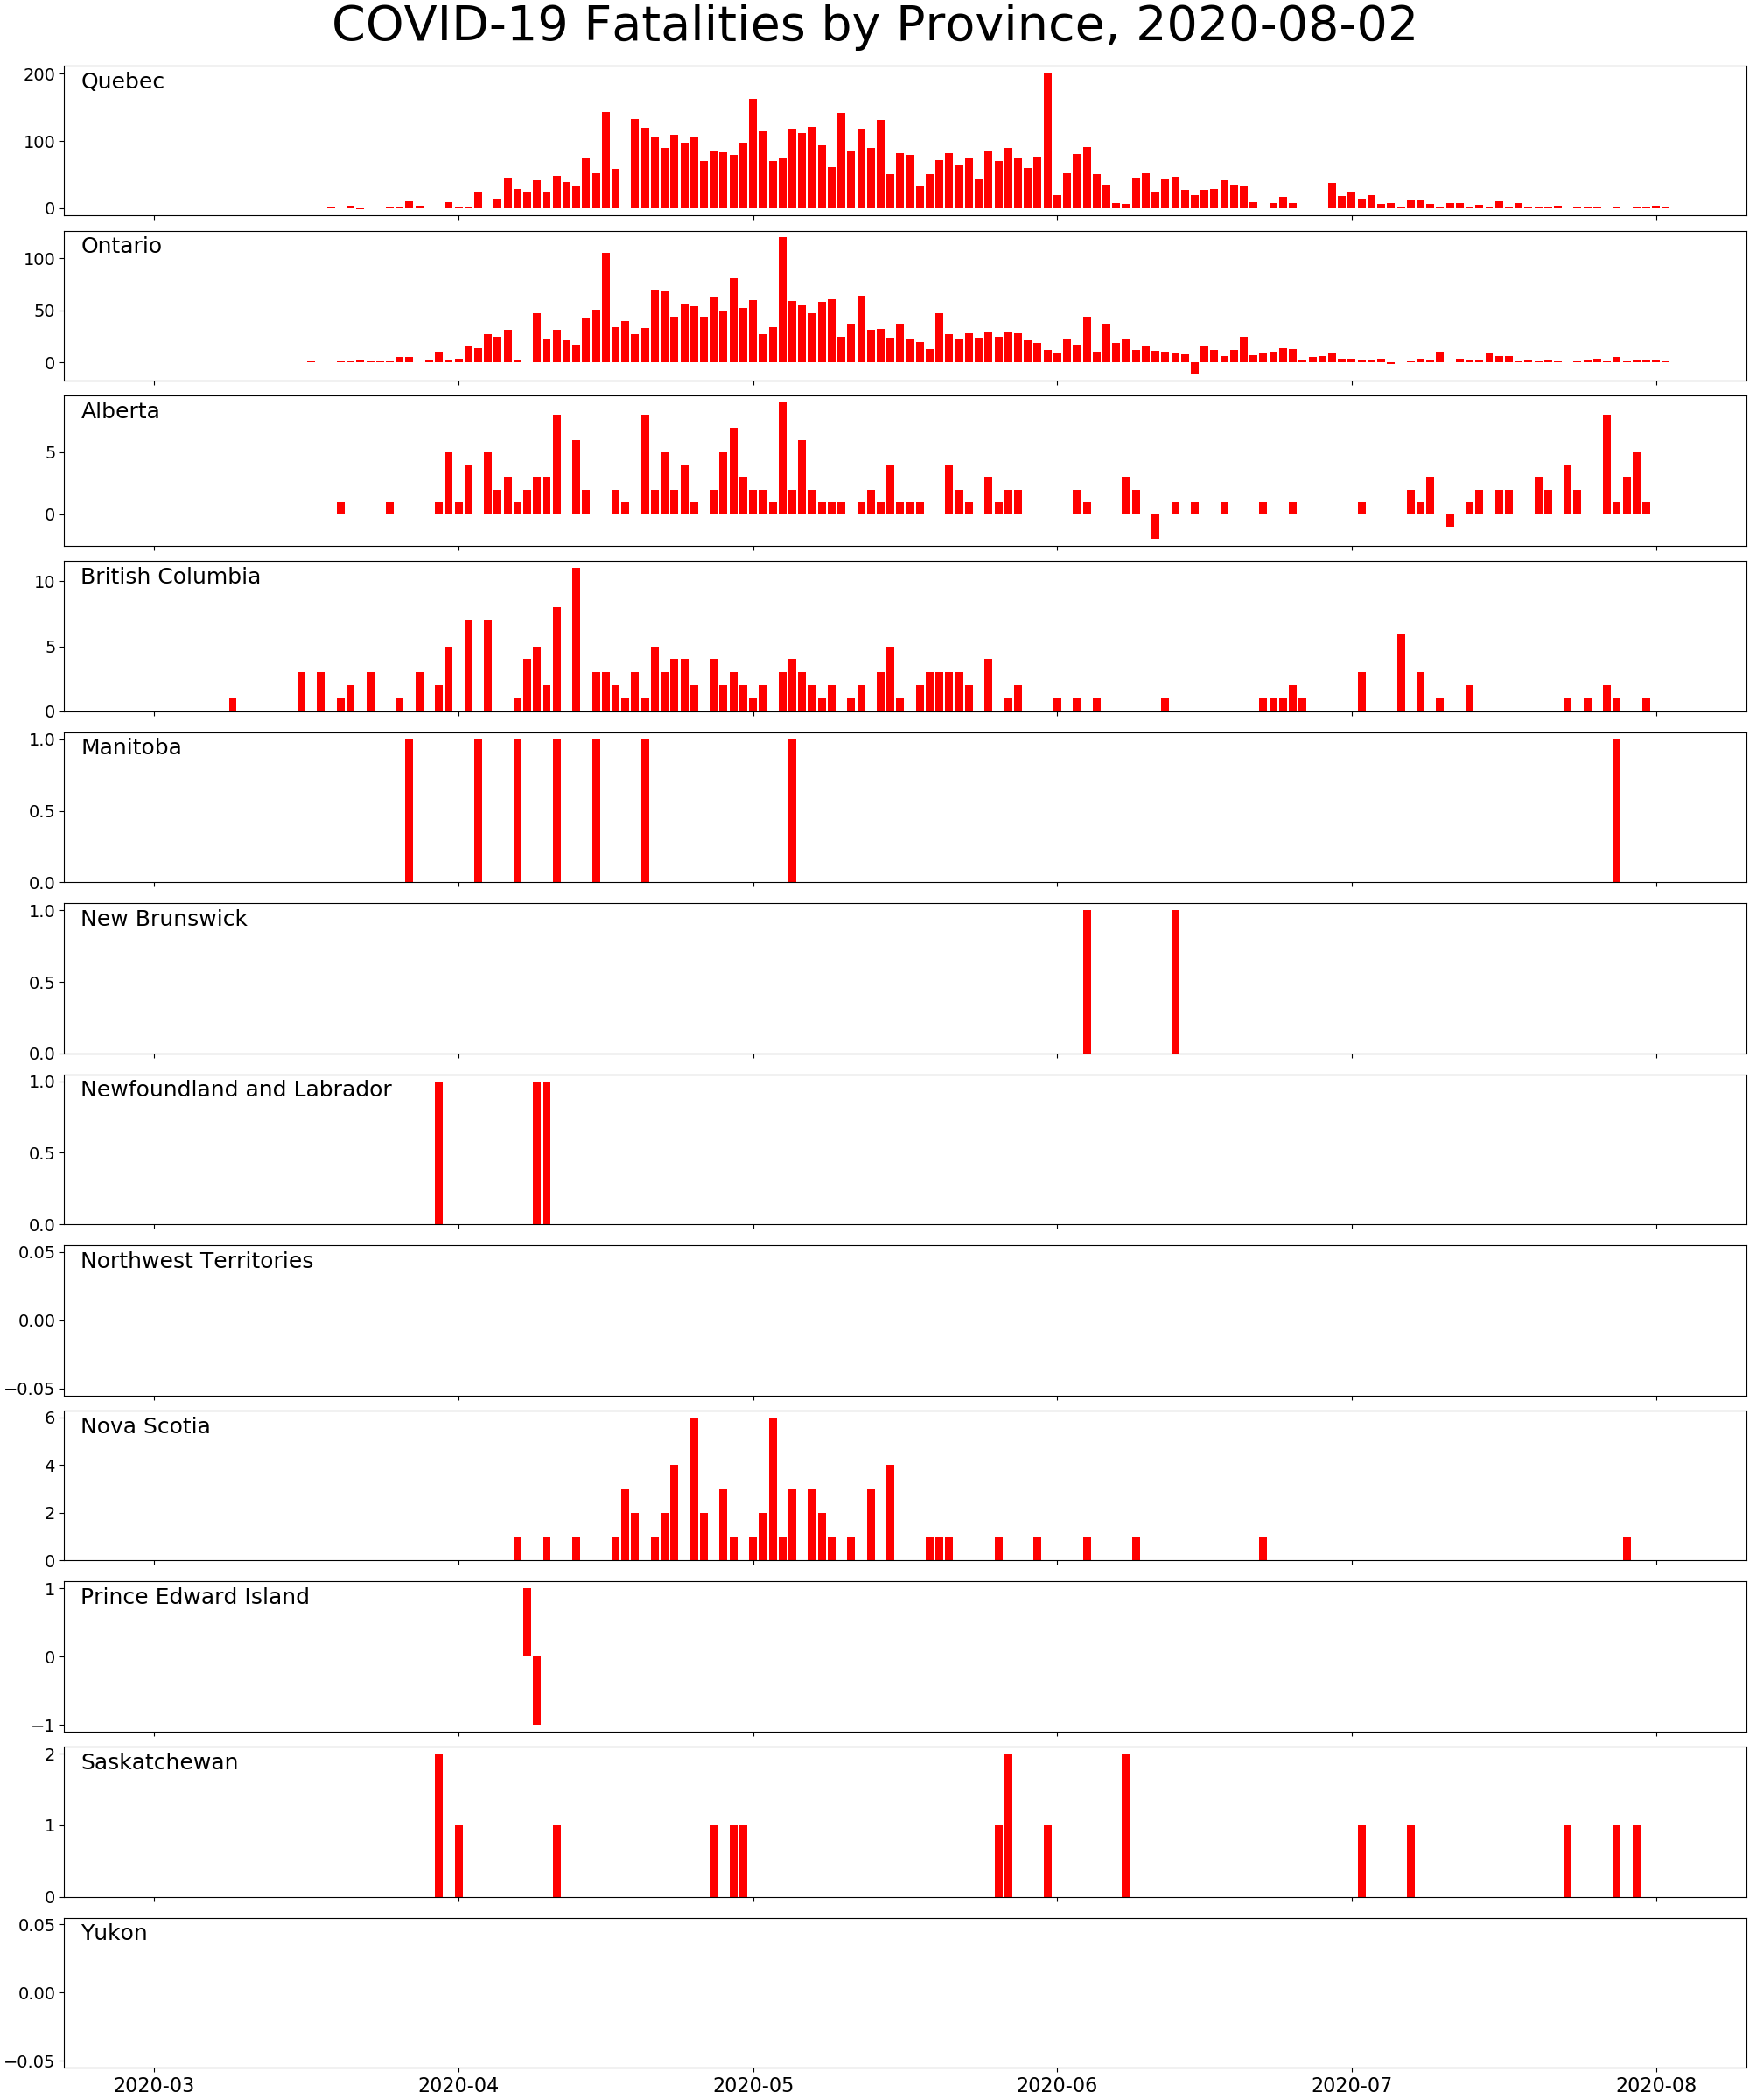 COVID-19 Fatalities by Province, 2020-08-02
Quebec
200
100
0
Ontario
100
50
0
Alberta
5
0
British Columbia
10
5
0
Manitoba
1.0
0.5
0.0
New Brunswick
1.0
0.5
0.0
Newfoundland and Labrador
1.0
0.5
0.0
Northwest Territories
0.05
0.00
−0.05
Nova Scotia
6
4
2
0
Prince Edward Island
1
0
−1
Saskatchewan
2
1
0
Yukon
0.05
0.00
−0.05
2020-03 2020-04 2020-05 2020-06 2020-07 2020-08